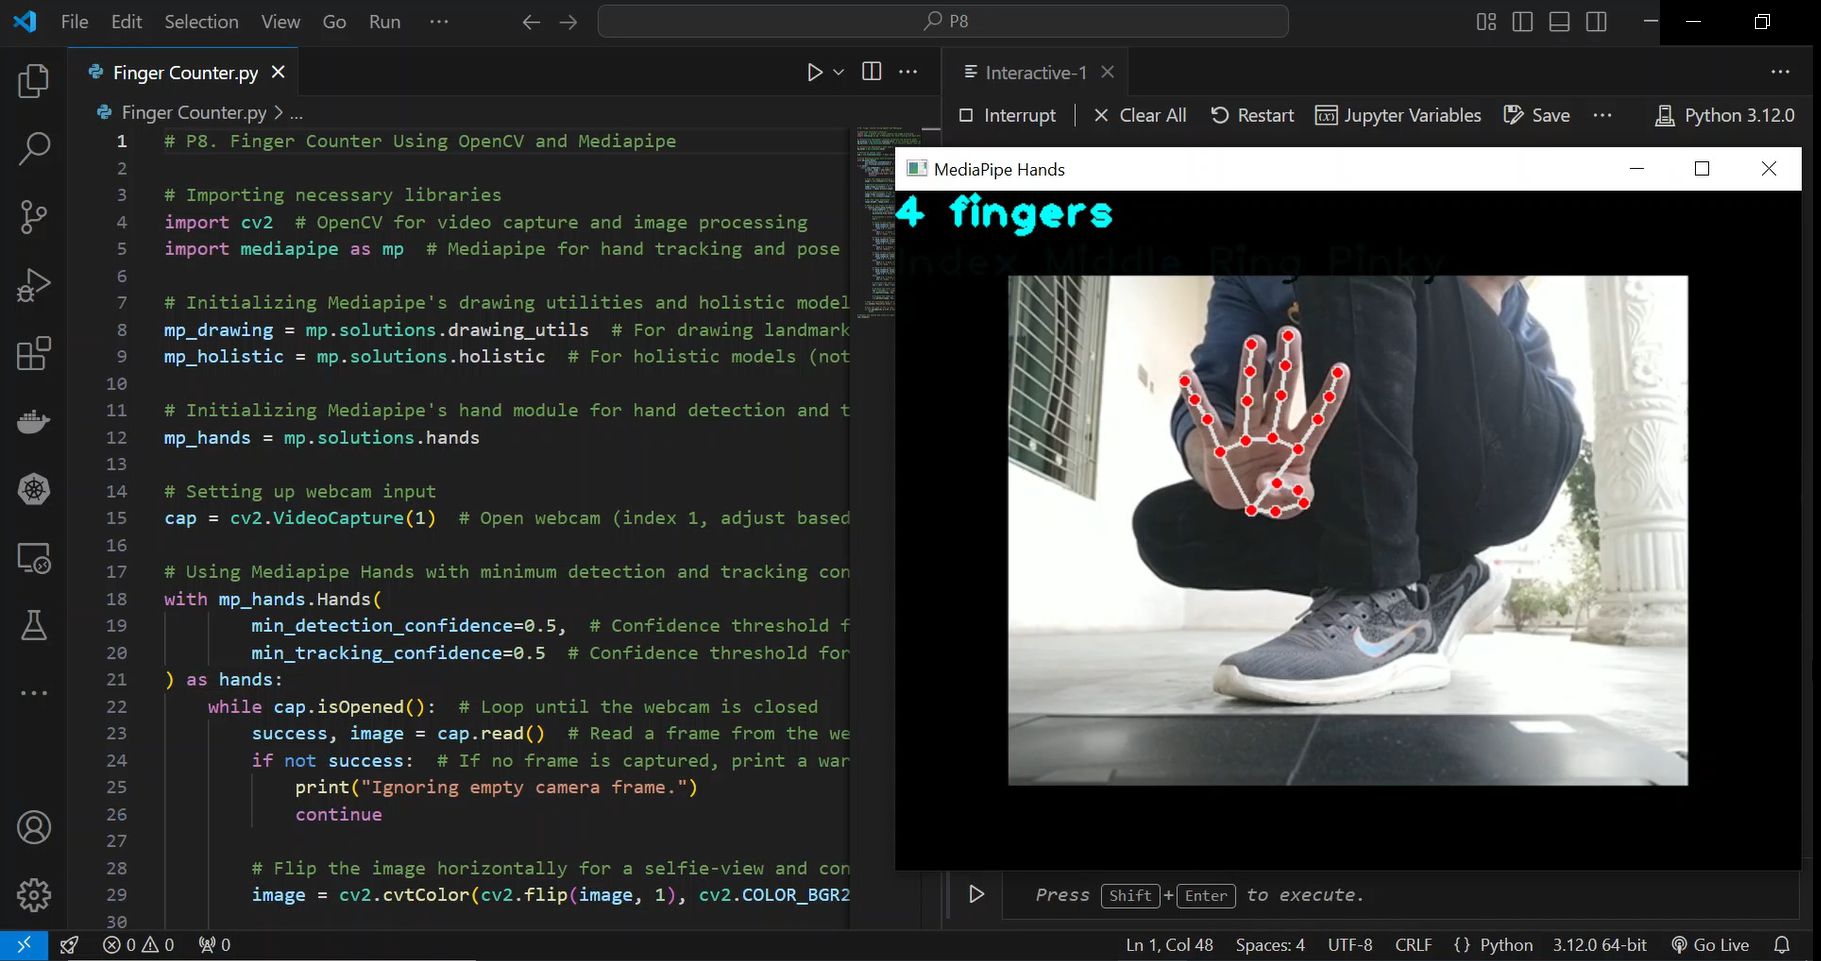 File Edit Selection View Go Run ··· P8
Finger Counter.py
Interactive-1
Finger Counter.py > ...
Interrupt Clear All Restart Jupyter Variables Save ··· Python 3.12.0
1 # P8. Finger Counter Using OpenCV and Mediapipe
2
3 # Importing necessary libraries
4 import cv2 # OpenCV for video capture and image processing
5 import mediapipe as mp # Mediapipe for hand tracking and pose
6
7 # Initializing Mediapipe's drawing utilities and holistic model
8 mp_drawing = mp.solutions.drawing_utils # For drawing landmark
9 mp_holistic = mp.solutions.holistic # For holistic models (not
10
11 # Initializing Mediapipe's hand module for hand detection and t
12 mp_hands = mp.solutions.hands
13
14 # Setting up webcam input
15 cap = cv2.VideoCapture(1) # Open webcam (index 1, adjust based
16
17 # Using Mediapipe Hands with minimum detection and tracking con
18 with mp_hands.Hands(
19 min_detection_confidence=0.5, # Confidence threshold f
20 min_tracking_confidence=0.5 # Confidence threshold for
21 ) as hands:
22 while cap.isOpened(): # Loop until the webcam is closed
23 success, image = cap.read() # Read a frame from the we
24 if not success: # If no frame is captured, print a war
25 print("Ignoring empty camera frame.")
26 continue
27
28 # Flip the image horizontally for a selfie-view and con
29 image = cv2.cvtColor(cv2.flip(image, 1), cv2.COLOR_BGR2
30
MediaPipe Hands
4 fingers
Index Middle Ring Pinky
Press Shift+Enter to execute.
0 0 0 Ln 1, Col 48 Spaces: 4 UTF-8 CRLF {} Python 3.12.0 64-bit Go Live